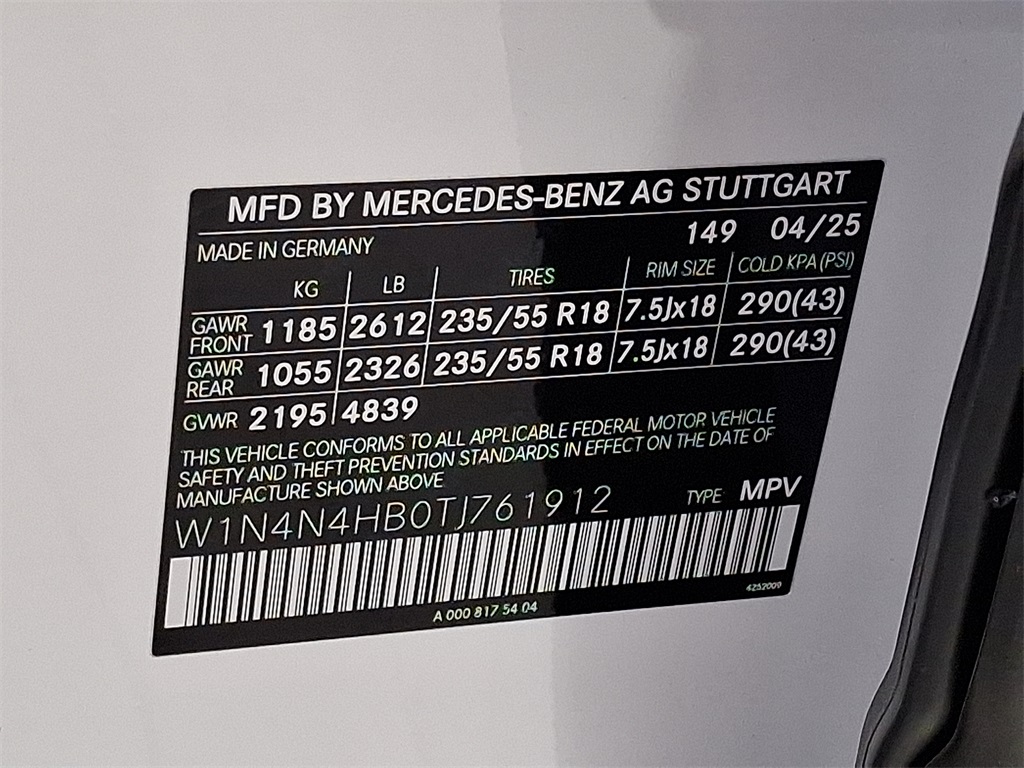 MFD BY MERCEDES-BENZ AG STUTTGART
MADE IN GERMANY 149 04/25
KG LB TIRES RIM SIZE COLD KPA (PSI)
GAWR FRONT 1185 2612 235/55 R18 7.5Jx18 290(43)
GAWR REAR 1055 2326 235/55 R18 7.5Jx18 290(43)
GVWR 2195 4839
THIS VEHICLE CONFORMS TO ALL APPLICABLE FEDERAL MOTOR VEHICLE
SAFETY AND THEFT PREVENTION STANDARDS IN EFFECT ON THE DATE OF
MANUFACTURE SHOWN ABOVE
W1N4N4HB0TJ761912 TYPE MPV
A 000 817 54 04